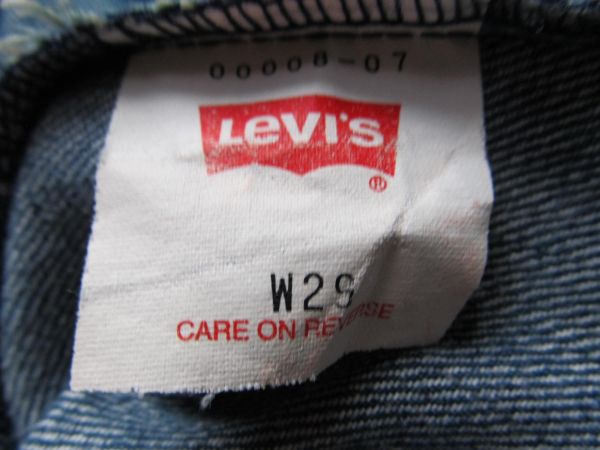 00008-07
Levi's
®
W29
CARE ON REVERSE